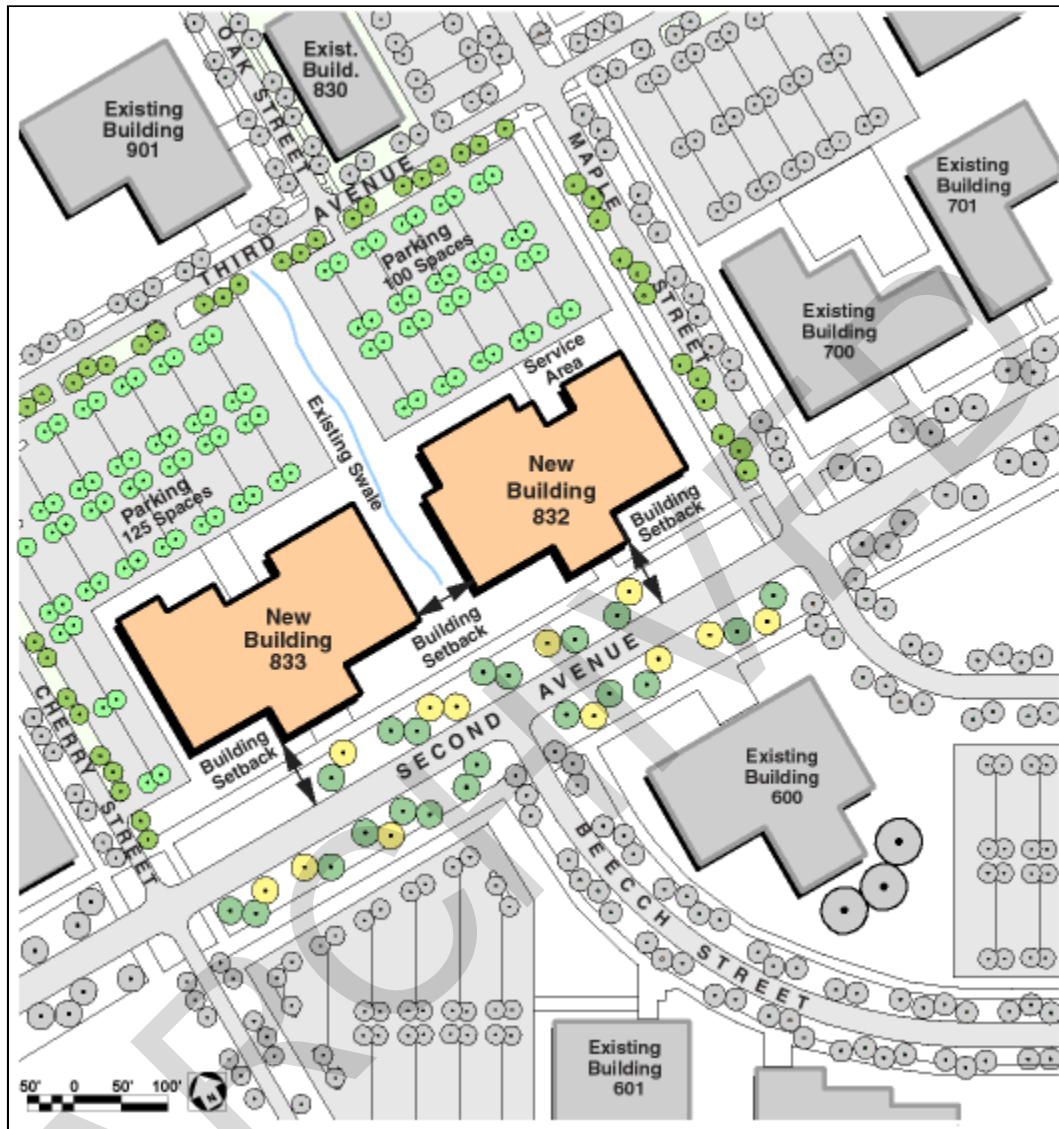 OAK STREET
Exist.
Build.
830
Existing
Building
901
THIRD AVENUE
MAPLE STREET
Existing
Building
701
Parking
100 Spaces
Existing
Building
700
Service
Area
Existing Swale
New
Building
832
Building
Setback
Parking
125 Spaces
New
Building
833
Building
Setback
CHERRY STREET
Building
Setback
SECOND AVENUE
Existing
Building
600
BEECH STREET
Existing
Building
601
50' 0 50' 100'
N
ARCHIVED